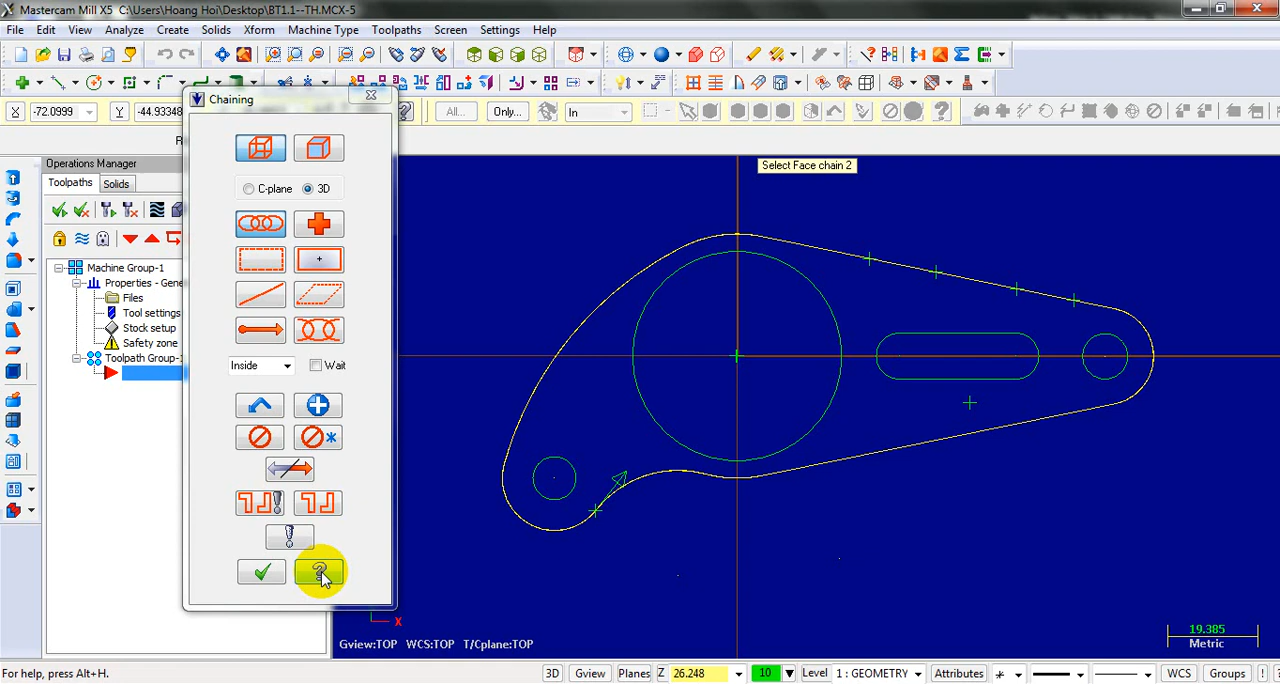 Mastercam Mill X5 C:\Users\Hoang Hoi\Desktop\BT1.1--TH.MCX-5
File Edit View Analyze Create Solids Xform Machine Type Toolpaths Screen Settings Help
X -72.0999 Y -44.93348 All... Only... In
Chaining
Operations Manager
Toolpaths Solids
Machine Group-1
Properties - Gene
Files
Tool settings
Stock setup
Safety zone
Toolpath Group-1
C-plane 3D
Inside Wait
Select Face chain 2
X
Gview:TOP WCS:TOP T/Cplane:TOP
19.385
Metric
For help, press Alt+H.
3D Gview Planes Z 26.248 10 Level 1 : GEOMETRY Attributes WCS Groups